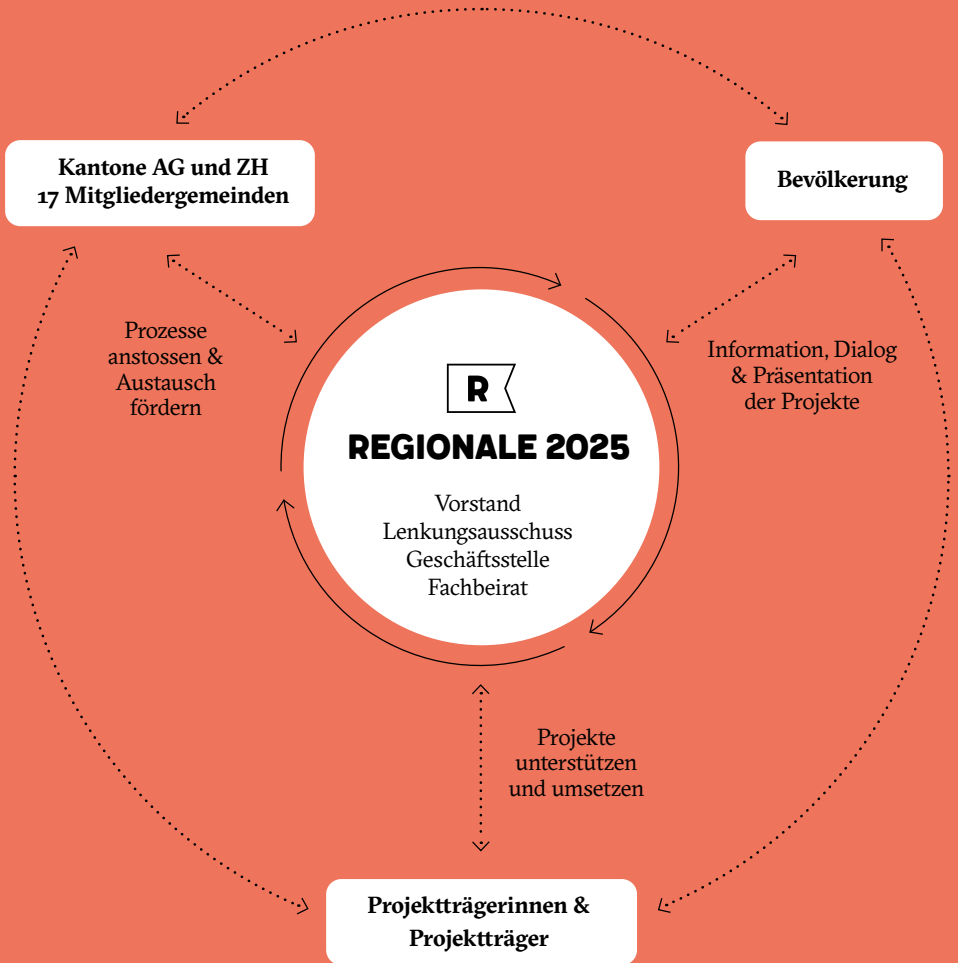 Kantone AG und ZH
17 Mitgliedergemeinden
Bevölkerung
Prozesse
anstossen &
Austausch
fördern
Information, Dialog
& Präsentation
der Projekte
R
REGIONALE 2025
Vorstand
Lenkungsausschuss
Geschäftsstelle
Fachbeirat
Projekte
unterstützen
und umsetzen
Projektträgerinnen &
Projektträger